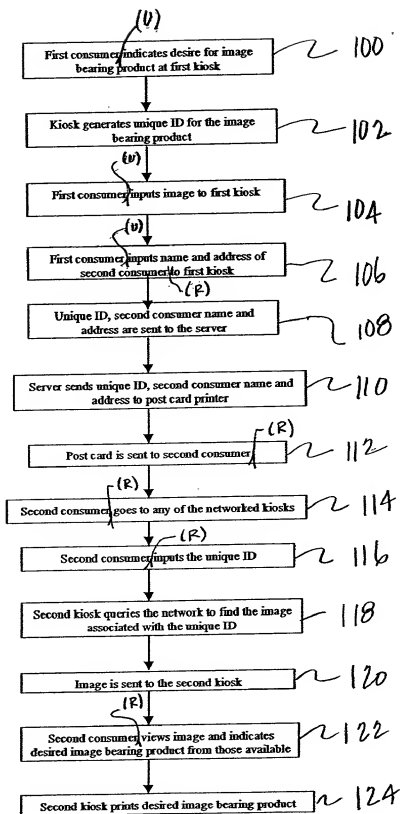 (U)
First consumer indicates desire for image
bearing product at first kiosk
100
Kiosk generates unique ID for the image
bearing product
102
(U)
First consumer inputs image to first kiosk
104
(U)
First consumer inputs name and address of
second consumer to first kiosk
106
(R)
Unique ID, second consumer name and
address are sent to the server
108
Server sends unique ID, second consumer name and
address to post card printer
110
(R)
Post card is sent to second consumer
112
(R)
Second consumer goes to any of the networked kiosks
114
(R)
Second consumer inputs the unique ID
116
Second kiosk queries the network to find the image
associated with the unique ID
118
Image is sent to the second kiosk
120
(R)
Second consumer views image and indicates
desired image bearing product from those available
122
Second kiosk prints desired image bearing product
124